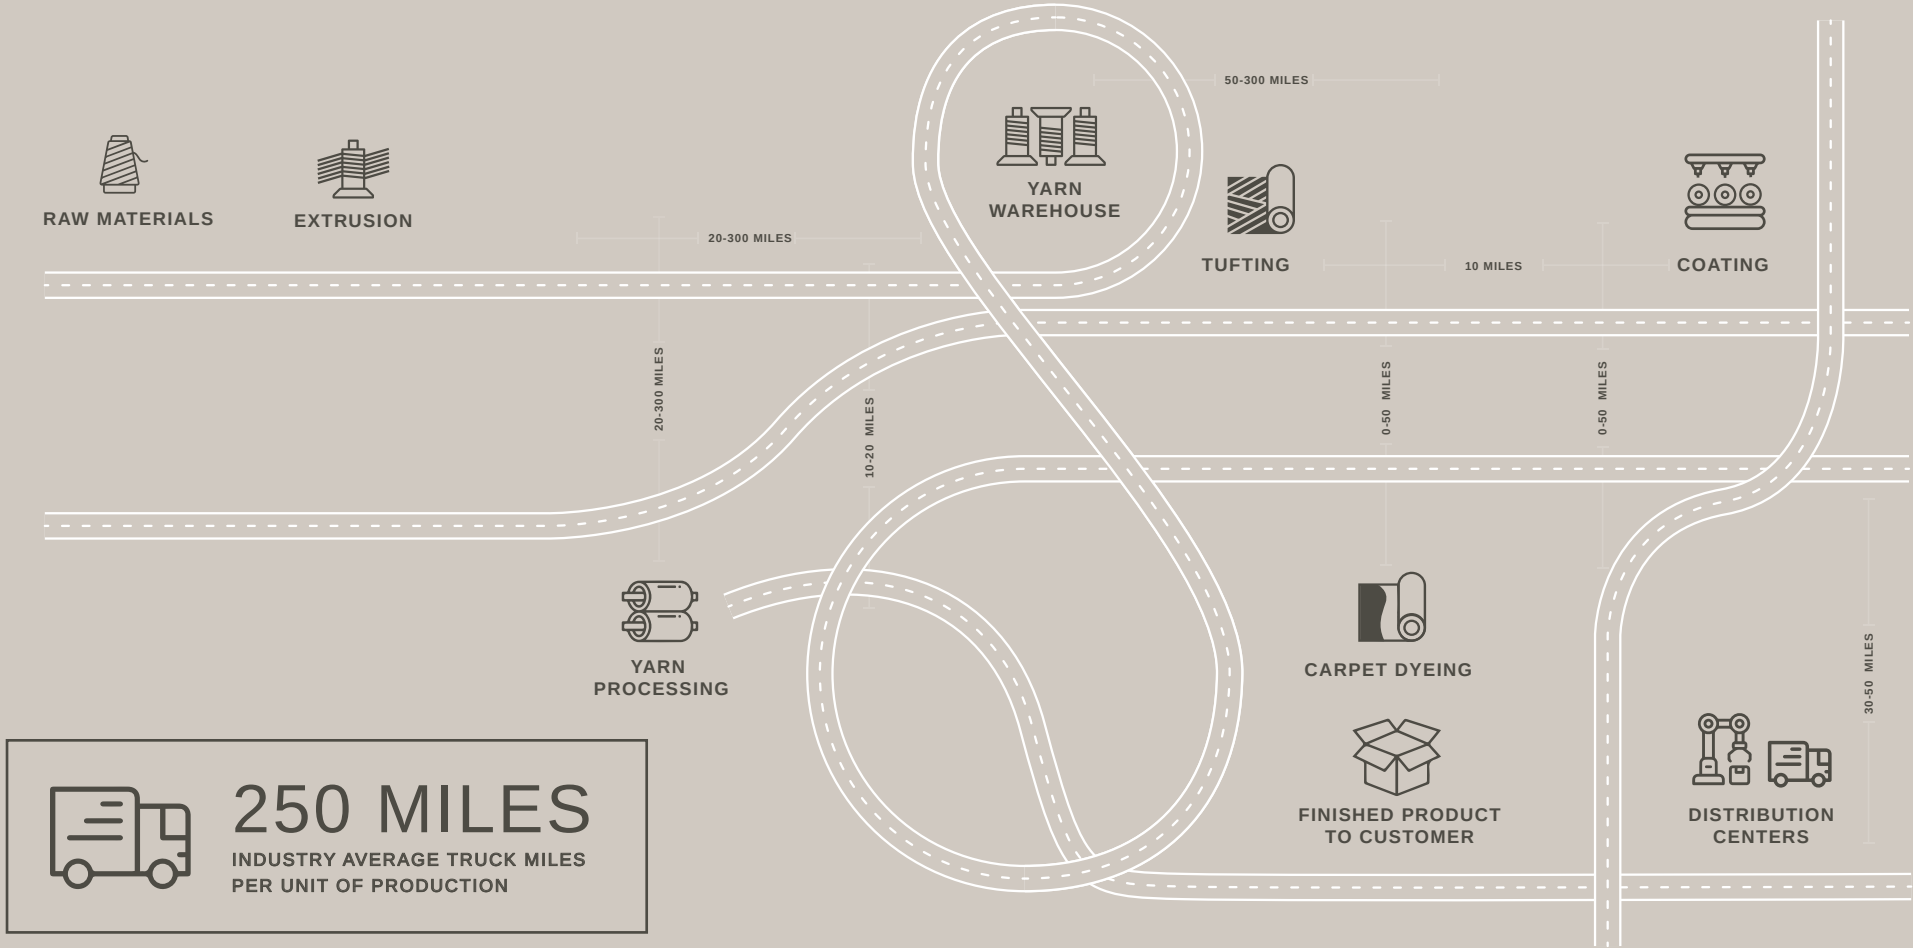 50-300 MILES
YARN
WAREHOUSE
RAW MATERIALS
EXTRUSION
20-300 MILES
TUFTING
10 MILES
COATING
20-300 MILES
10-20 MILES
0-50 MILES
0-50 MILES
YARN
PROCESSING
CARPET DYEING
30-50 MILES
FINISHED PRODUCT
TO CUSTOMER
DISTRIBUTION
CENTERS
250 MILES
INDUSTRY AVERAGE TRUCK MILES
PER UNIT OF PRODUCTION